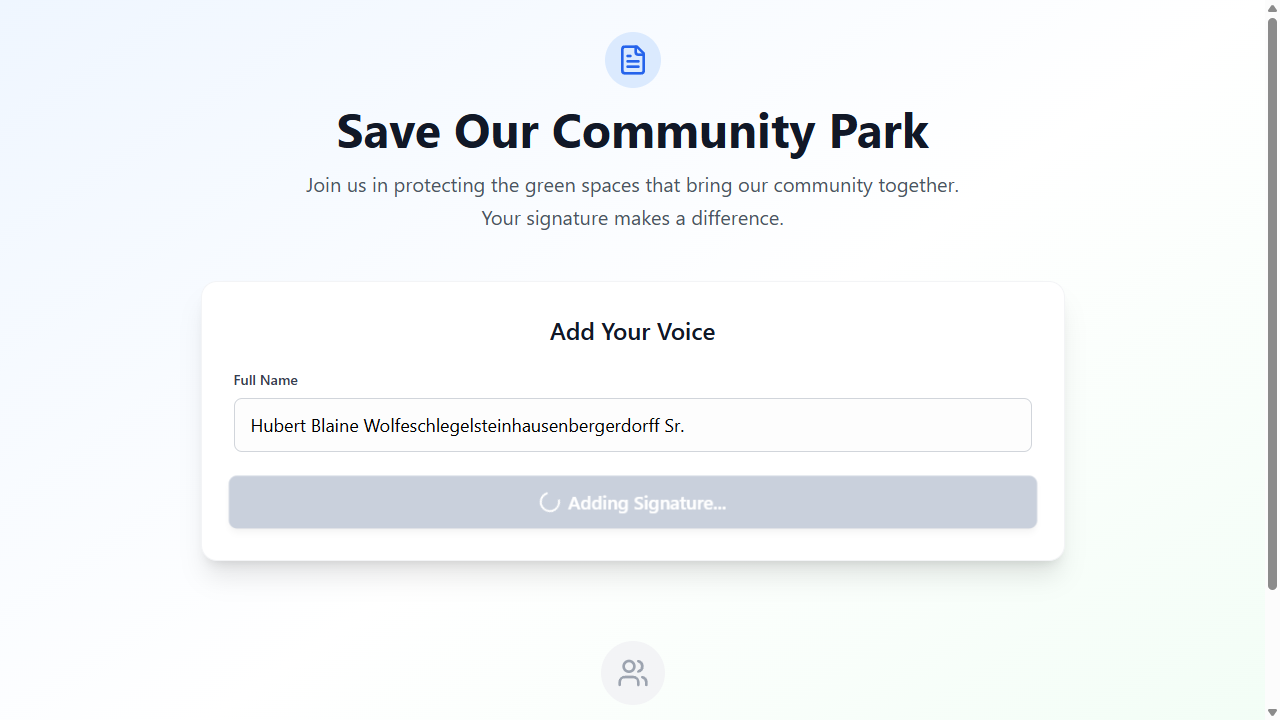 Save Our Community Park
Join us in protecting the green spaces that bring our community together.
Your signature makes a difference.
Add Your Voice
Full Name
Hubert Blaine Wolfeschlegelsteinhausenbergerdorff Sr.
Adding Signature...